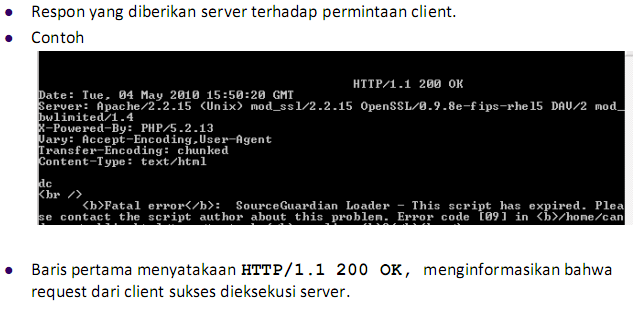 Respon yang diberikan server terhadap permintaan client.
Contoh
HTTP/1.1 200 OK
Date: Tue, 04 May 2010 15:50:20 GMT
Server: Apache/2.2.15 (Unix) mod_ssl/2.2.15 OpenSSL/0.9.8e-fips-rhel5 DAV/2 mod_
bwlimited/1.4
X-Powered-By: PHP/5.2.13
Vary: Accept-Encoding,User-Agent
Transfer-Encoding: chunked
Content-Type: text/html
dc
<br />
<b>Fatal error</b>: SourceGuardian Loader - This script has expired. Plea
se contact the script author about this problem. Error code [09] in <b>/home/can
Baris pertama menyatakaan HTTP/1.1 200 OK, menginformasikan bahwa
request dari client sukses dieksekusi server.